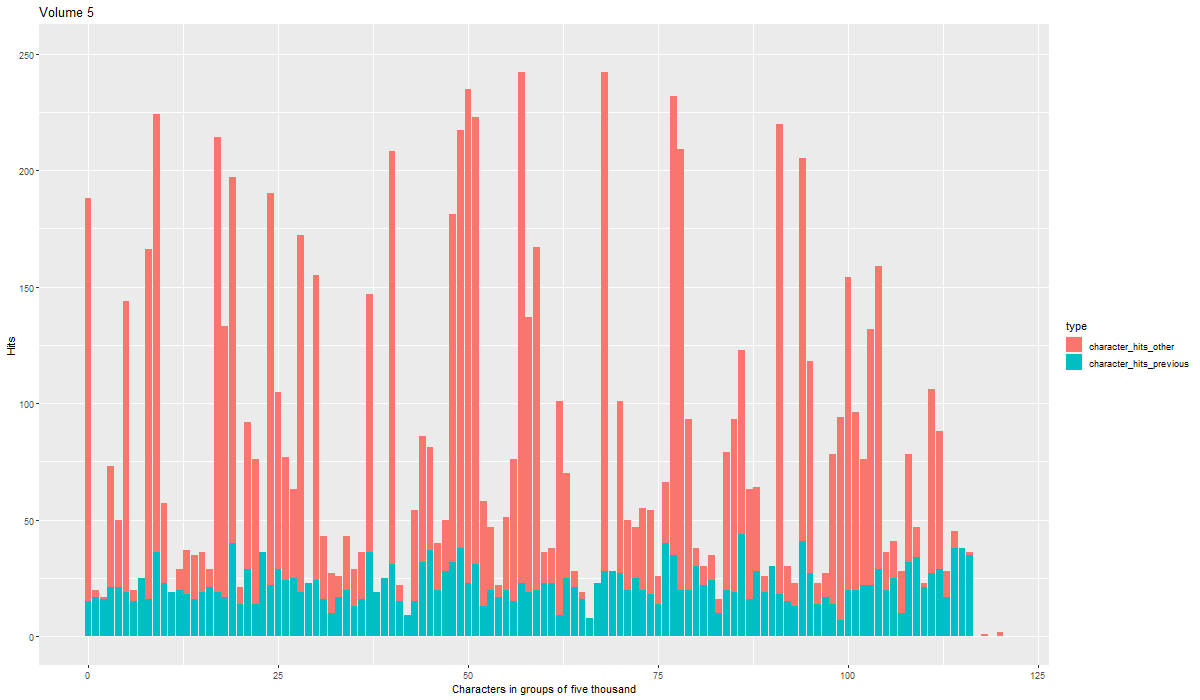 Volume 5
250
200
150
100
50
0
Hits
0 25 50 75 100 125
Characters in groups of five thousand
type
character_hits_other
character_hits_previous